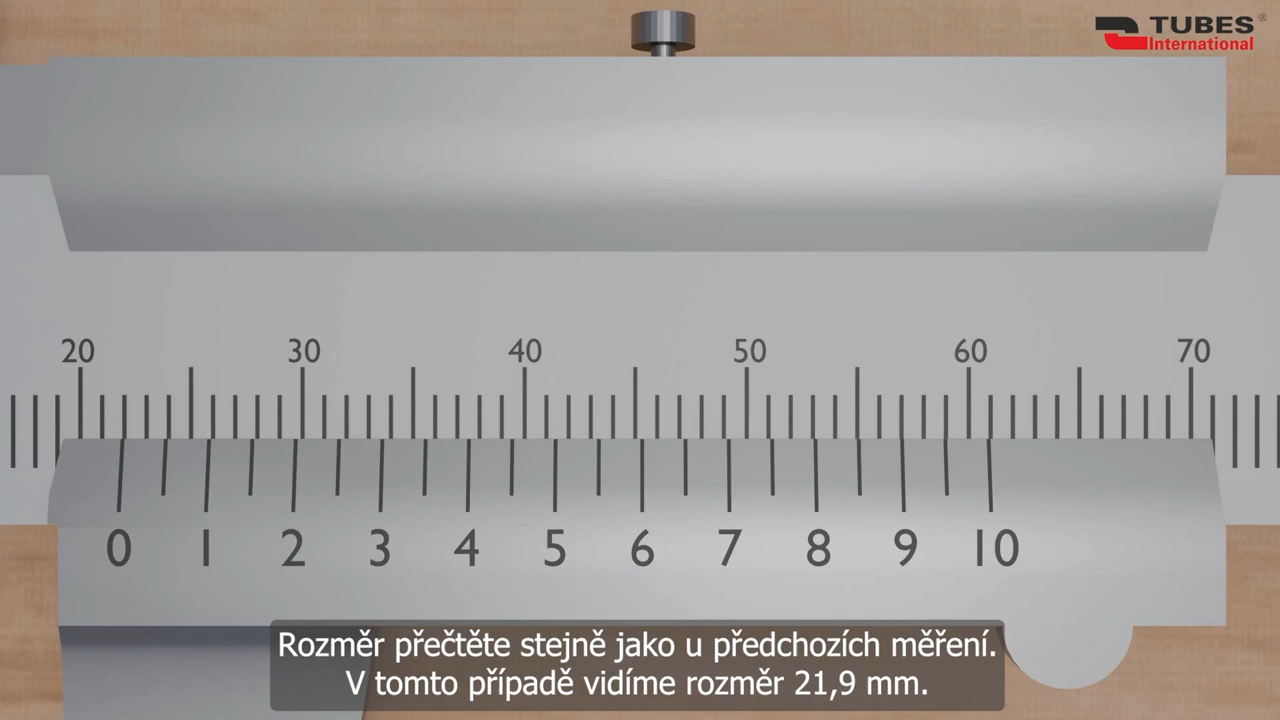 TUBES®
International
20 30 40 50 60 70
0 1 2 3 4 5 6 7 8 9 10
Rozměr přečtěte stejně jako u předchozích měření.
V tomto případě vidíme rozměr 21,9 mm.